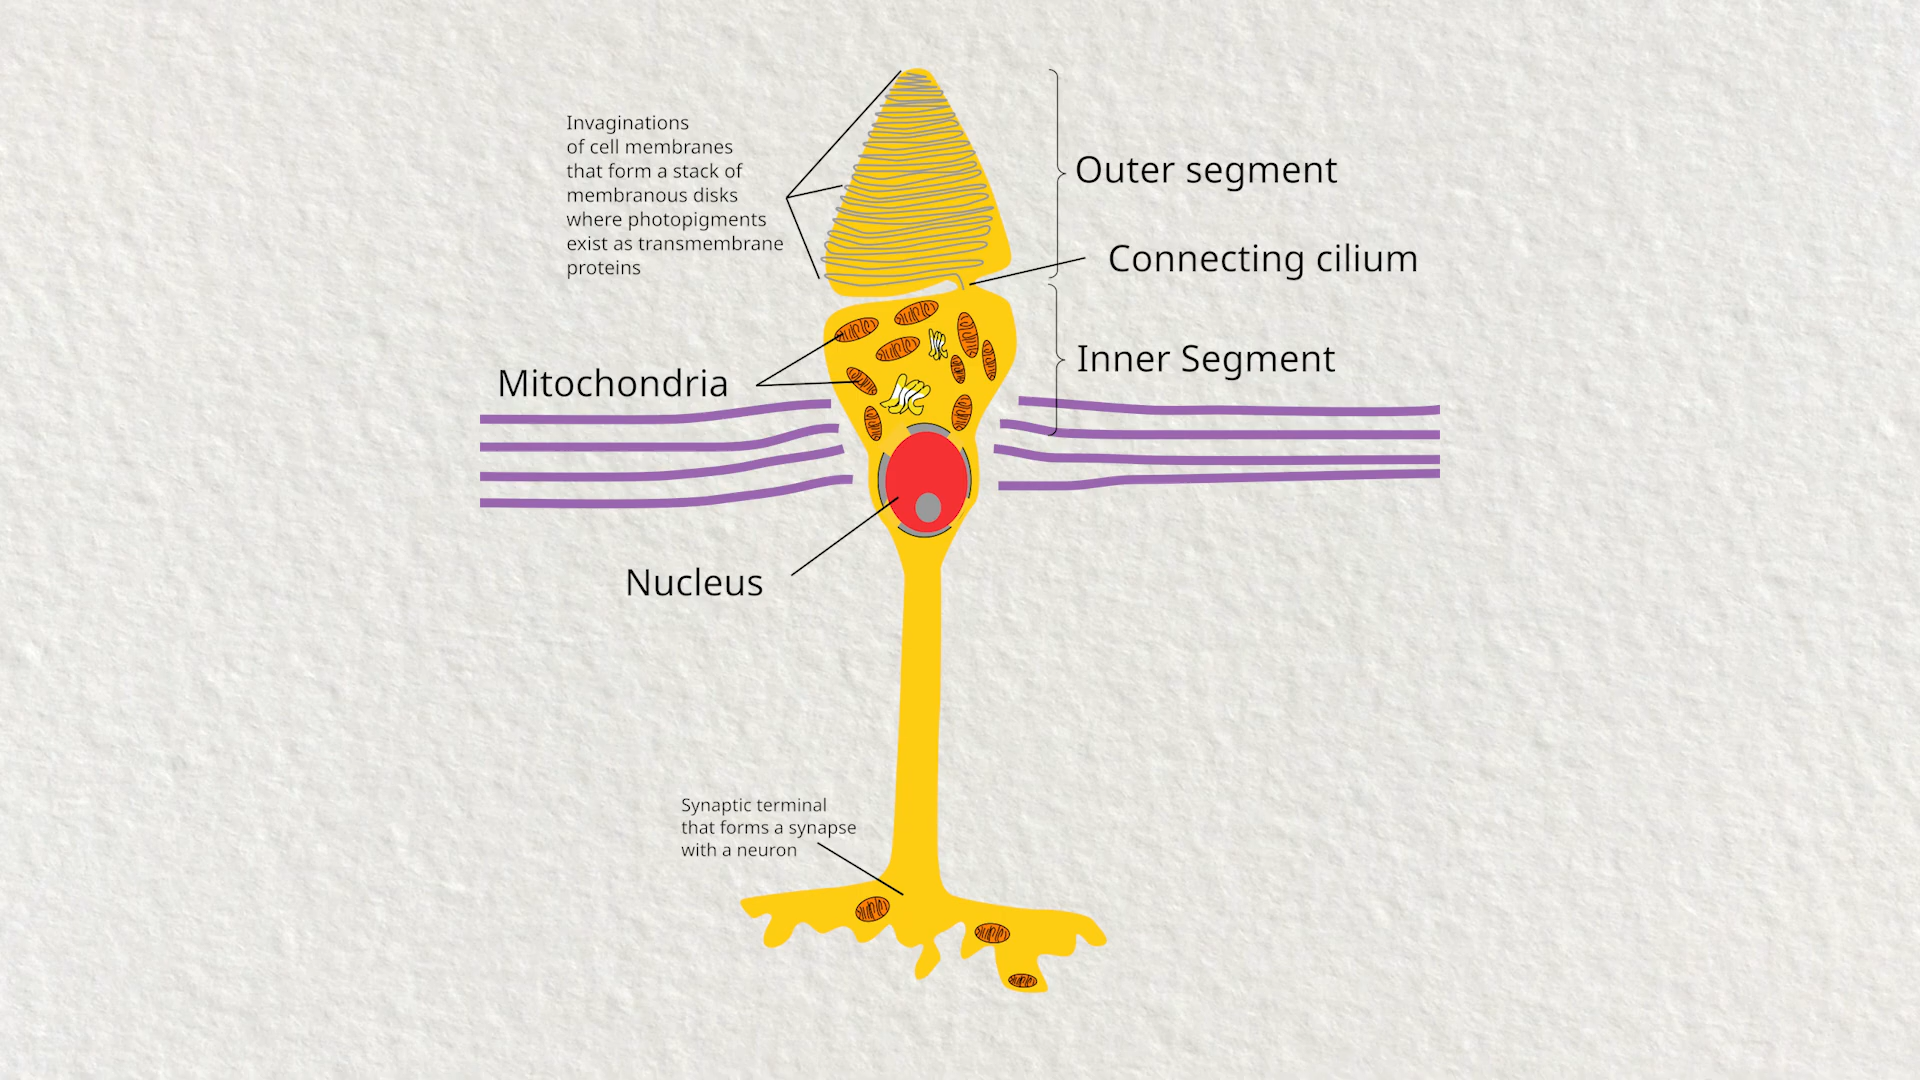 Invaginations
of cell membranes
that form a stack of
membranous disks
where photopigments
exist as transmembrane
proteins
Outer segment
Connecting cilium
Inner Segment
Mitochondria
Nucleus
Synaptic terminal
that forms a synapse
with a neuron